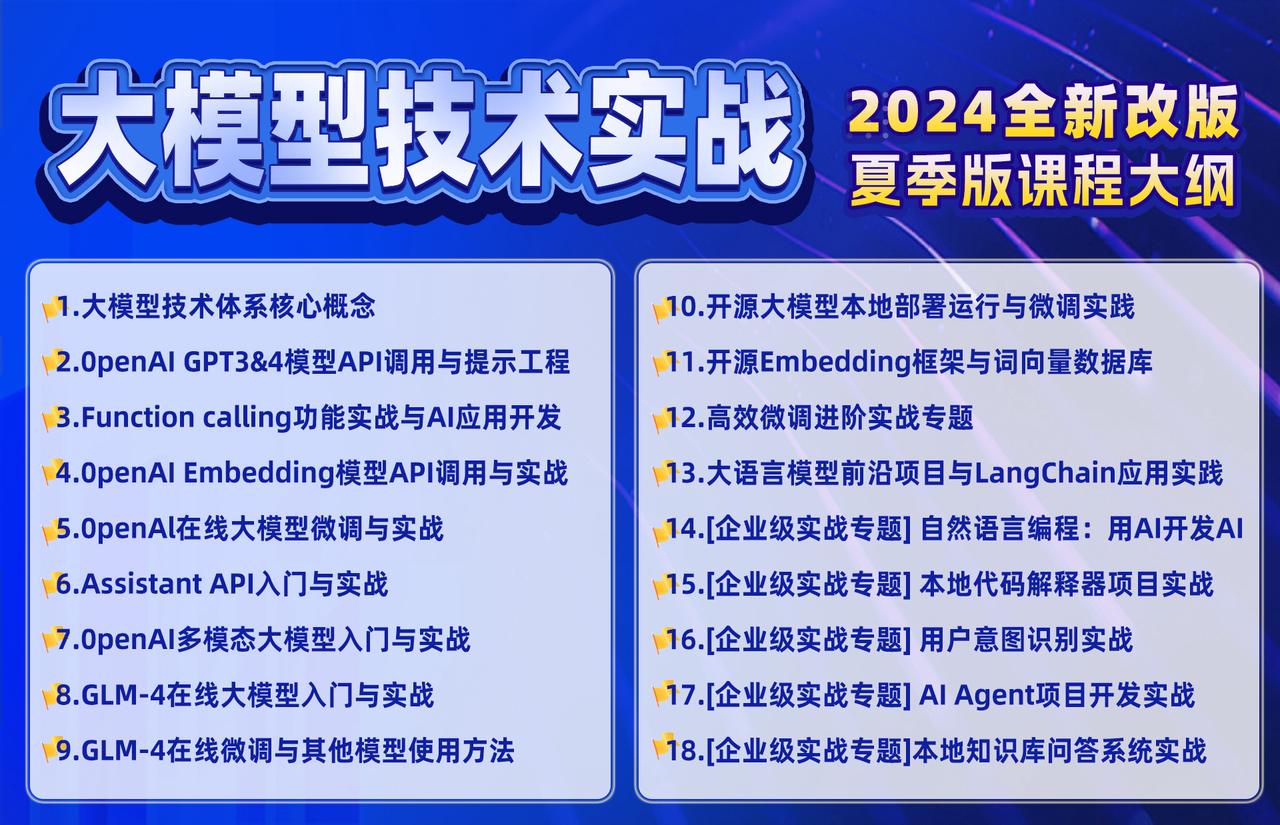 大模型技术实战
2024全新改版
夏季版课程大纲
1.大模型技术体系核心概念
2.0penAI GPT3&4模型API调用与提示工程
3.Function calling功能实战与AI应用开发
4.0penAI Embedding模型API调用与实战
5.0penAl在线大模型微调与实战
6.Assistant API入门与实战
7.0penAI多模态大模型入门与实战
8.GLM-4在线大模型入门与实战
9.GLM-4在线微调与其他模型使用方法
10.开源大模型本地部署运行与微调实践
11.开源Embedding框架与词向量数据库
12.高效微调进阶实战专题
13.大语言模型前沿项目与LangChain应用实践
14.[企业级实战专题] 自然语言编程：用AI开发AI
15.[企业级实战专题] 本地代码解释器项目实战
16.[企业级实战专题] 用户意图识别实战
17.[企业级实战专题] AI Agent项目开发实战
18.[企业级实战专题]本地知识库问答系统实战